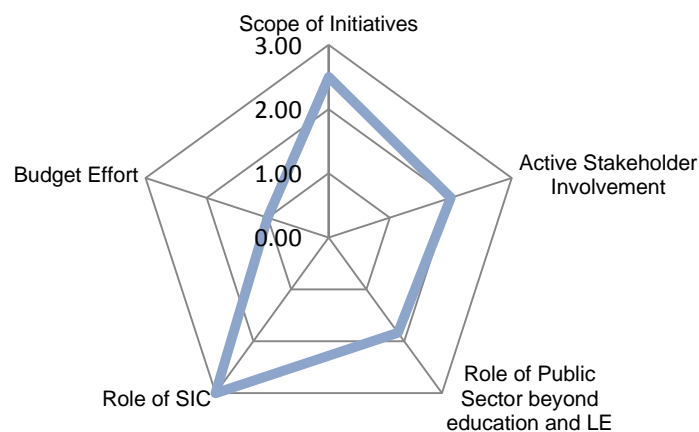 Scope of Initiatives
3.00
2.00
1.00
0.00
Budget Effort
Active Stakeholder
Involvement
Role of SIC
Role of Public
Sector beyond
education and LE